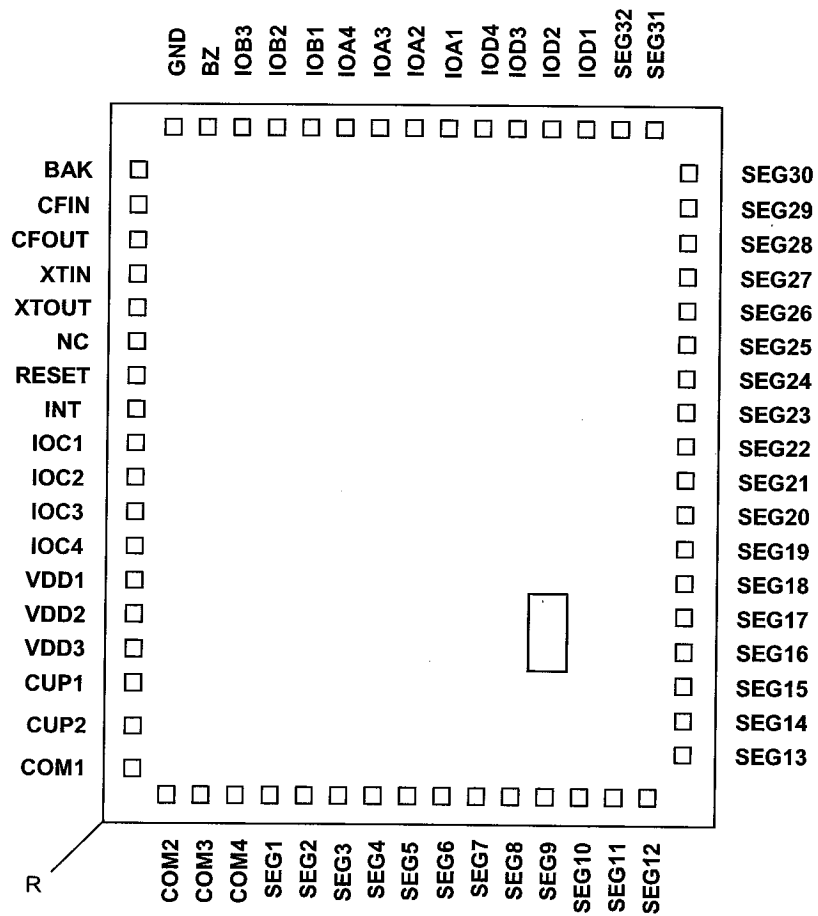 GND
BZ
IOB3
IOB2
IOB1
IOA4
IOA3
IOA2
IOA1
IOD4
IOD3
IOD2
IOD1
SEG32
SEG31
BAK
CFIN
CFOUT
XTIN
XTOUT
NC
RESET
INT
IOC1
IOC2
IOC3
IOC4
VDD1
VDD2
VDD3
CUP1
CUP2
COM1
SEG30
SEG29
SEG28
SEG27
SEG26
SEG25
SEG24
SEG23
SEG22
SEG21
SEG20
SEG19
SEG18
SEG17
SEG16
SEG15
SEG14
SEG13
R
COM2
COM3
COM4
SEG1
SEG2
SEG3
SEG4
SEG5
SEG6
SEG7
SEG8
SEG9
SEG10
SEG11
SEG12